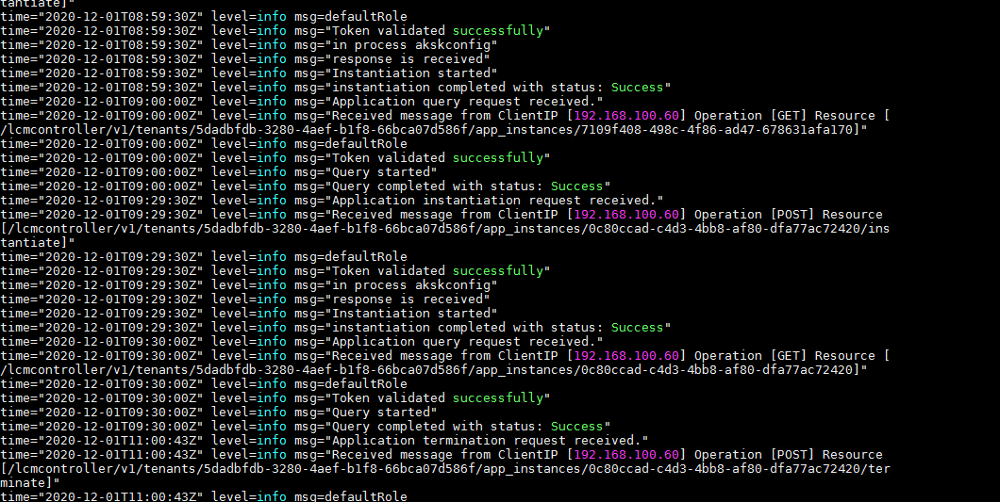 tantiate]"
time="2020-12-01T08:59:30Z" level=info msg=defaultRole
time="2020-12-01T08:59:30Z" level=info msg="Token validated successfully"
time="2020-12-01T08:59:30Z" level=info msg="in process akskconfig"
time="2020-12-01T08:59:30Z" level=info msg="response is received"
time="2020-12-01T08:59:30Z" level=info msg="Instantiation started"
time="2020-12-01T08:59:30Z" level=info msg="instantiation completed with status: Success"
time="2020-12-01T09:00:00Z" level=info msg="Application query request received."
time="2020-12-01T09:00:00Z" level=info msg="Received message from ClientIP [192.168.100.60] Operation [GET] Resource [
/lcmcontroller/v1/tenants/5dadbfdb-3280-4aef-b1f8-66bca07d586f/app_instances/7109f408-498c-4f86-ad47-678631afa170]"
time="2020-12-01T09:00:00Z" level=info msg=defaultRole
time="2020-12-01T09:00:00Z" level=info msg="Token validated successfully"
time="2020-12-01T09:00:00Z" level=info msg="Query started"
time="2020-12-01T09:00:00Z" level=info msg="Query completed with status: Success"
time="2020-12-01T09:29:30Z" level=info msg="Application instantiation request received."
time="2020-12-01T09:29:30Z" level=info msg="Received message from ClientIP [192.168.100.60] Operation [POST] Resource
[/lcmcontroller/v1/tenants/5dadbfdb-3280-4aef-b1f8-66bca07d586f/app_instances/0c80ccad-c4d3-4bb8-af80-dfa77ac72420/ins
tantiate]"
time="2020-12-01T09:29:30Z" level=info msg=defaultRole
time="2020-12-01T09:29:30Z" level=info msg="Token validated successfully"
time="2020-12-01T09:29:30Z" level=info msg="in process akskconfig"
time="2020-12-01T09:29:30Z" level=info msg="response is received"
time="2020-12-01T09:29:30Z" level=info msg="Instantiation started"
time="2020-12-01T09:29:30Z" level=info msg="instantiation completed with status: Success"
time="2020-12-01T09:30:00Z" level=info msg="Application query request received."
time="2020-12-01T09:30:00Z" level=info msg="Received message from ClientIP [192.168.100.60] Operation [GET] Resource [
/lcmcontroller/v1/tenants/5dadbfdb-3280-4aef-b1f8-66bca07d586f/app_instances/0c80ccad-c4d3-4bb8-af80-dfa77ac72420]"
time="2020-12-01T09:30:00Z" level=info msg=defaultRole
time="2020-12-01T09:30:00Z" level=info msg="Token validated successfully"
time="2020-12-01T09:30:00Z" level=info msg="Query started"
time="2020-12-01T09:30:00Z" level=info msg="Query completed with status: Success"
time="2020-12-01T11:00:43Z" level=info msg="Application termination request received."
time="2020-12-01T11:00:43Z" level=info msg="Received message from ClientIP [192.168.100.60] Operation [POST] Resource
[/lcmcontroller/v1/tenants/5dadbfdb-3280-4aef-b1f8-66bca07d586f/app_instances/0c80ccad-c4d3-4bb8-af80-dfa77ac72420/ter
minate]"
time="2020-12-01T11:00:43Z" level=info msg=defaultRole